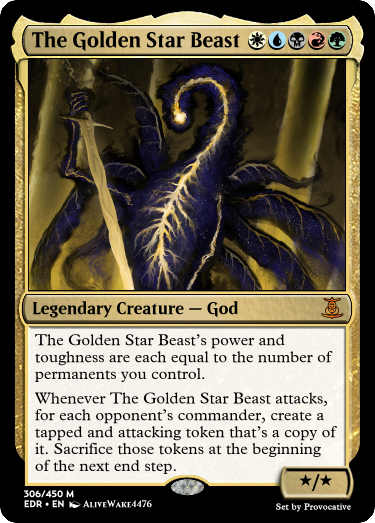 The Golden Star Beast
Legendary Creature — God
The Golden Star Beast's power and
toughness are each equal to the number of
permanents you control.
Whenever The Golden Star Beast attacks,
for each opponent's commander, create a
tapped and attacking token that's a copy of
it. Sacrifice those tokens at the beginning
of the next end step.
★/★
306/450 M
EDR • EN AliveWake4476
Set by Provocative